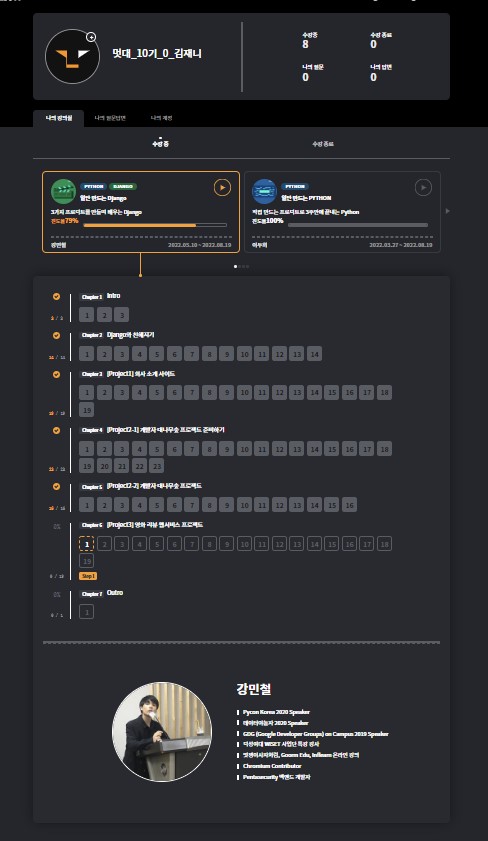 멋대_10기_0_김재니
수강중
8
수강 종료
0
나의 질문
0
나의 답변
0
나의 강의실
나의 질문답변
나의 계정
수강 중
수강 종료
PYTHON
DJANGO
혼단 만드는 Django
3개의 프로젝트를 만들며 배우는 Django
진도율79%
강민철
2022.05.10 ~ 2022.08.19
PYTHON
PYTHON
직접 만드는 프로젝트로 3주만에 끝내는 Python
진도율100%
이두희
2022.03.27 ~ 2022.08.19
Chapter 1 Intro
1 2 3
3 / 3
Chapter 2 Django와 친해지기
1 2 3 4 5 6 7 8 9 10 11 12 13 14
14 / 14
Chapter 3 [Project1] 의사 소개 사이트
1 2 3 4 5 6 7 8 9 10 11 12 13 14 15 16 17 18
19
19 / 19
Chapter 4 [Project2-1] 개발자 대나무숲 프로젝트 준비하기
1 2 3 4 5 6 7 8 9 10 11 12 13 14 15 16 17 18
19 20 21 22 23
23 / 23
Chapter 5 [Project2-2] 개발자 대나무숲 프로젝트
1 2 3 4 5 6 7 8 9 10 11 12 13 14 15 16
16 / 16
0%
Chapter 6 [Project3] 영화 리뷰 웹서비스 프로젝트
1 2 3 4 5 6 7 8 9 10 11 12 13 14 15 16 17 18
19
0 / 19
Step 1
0%
Chapter 7 Outro
1
0 / 1
강민철
Pycon Korea 2020 Speaker
데이터야놀자 2020 Speaker
GDG (Google Developer Groups) on Campus 2019 Speaker
덕성여대 WISET 사업단 특강 강사
멋쟁이사자처럼, Goorm Edu, Inflearn 온라인 강의
Chromium Contributor
Pentasecurity 백엔드 개발자